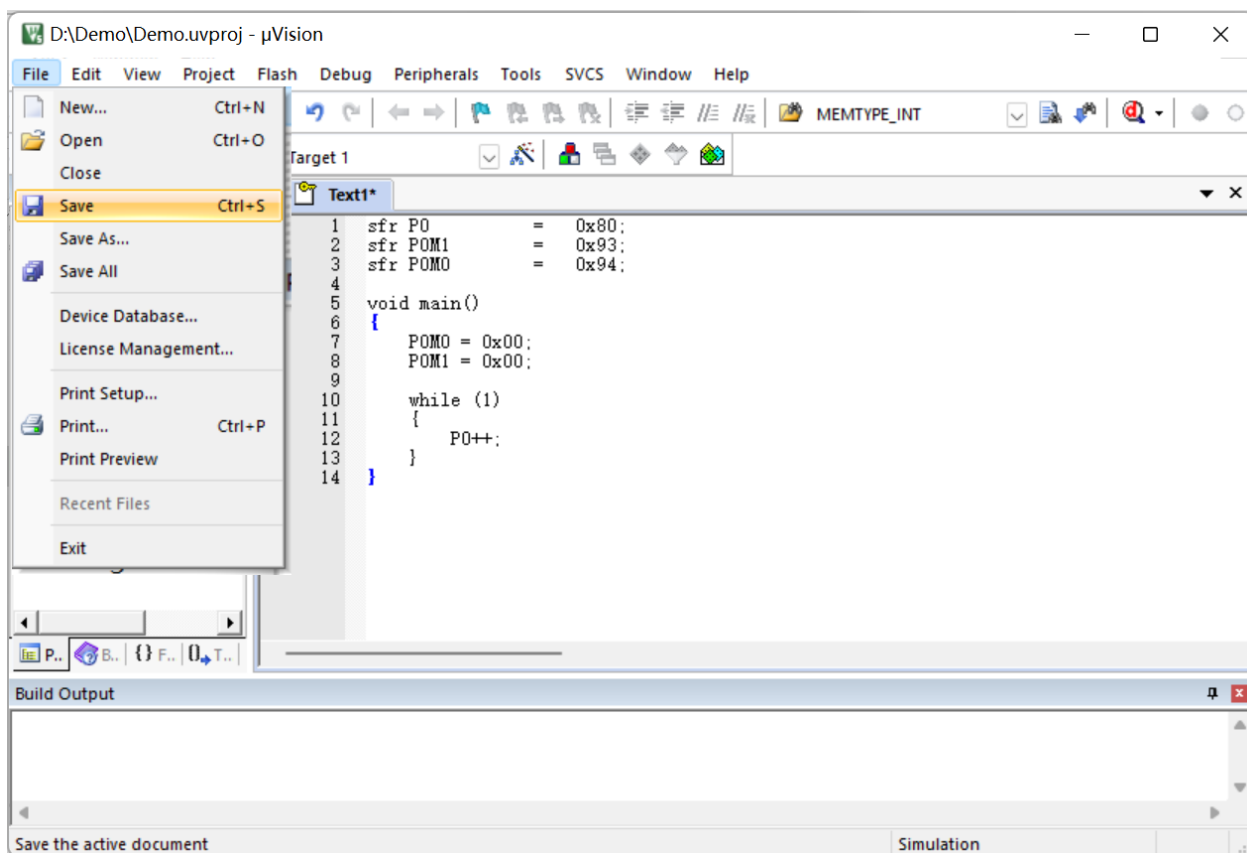 D:\Demo\Demo.uvproj - µVision
File Edit View Project Flash Debug Peripherals Tools SVCS Window Help
New... Ctrl+N
Open Ctrl+O
Close
Save Ctrl+S
Save As...
Save All
Device Database...
License Management...
Print Setup...
Print... Ctrl+P
Print Preview
Recent Files
Exit
MEMTYPE_INT
Target 1
Text1*
1 sfr P0 = 0x80;
2 sfr P0M1 = 0x93;
3 sfr P0M0 = 0x94;
4
5 void main()
6 {
7 P0M0 = 0x00;
8 P0M1 = 0x00;
9
10 while (1)
11 {
12 P0++;
13 }
14 }
P.. B.. {} F.. 0 T..
Build Output
Save the active document
Simulation